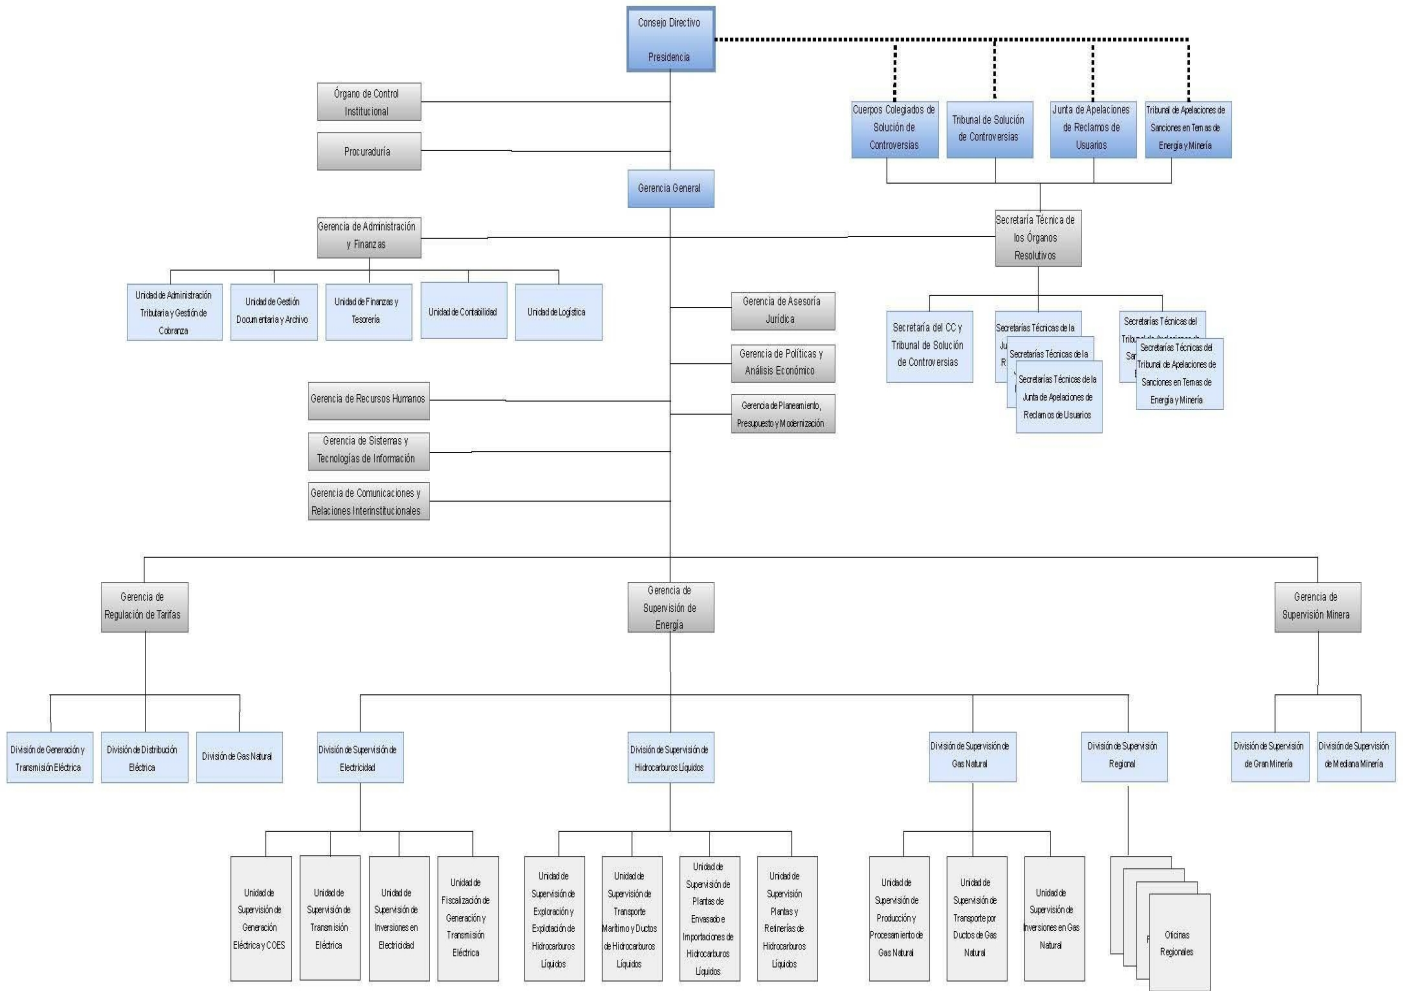 Consejo Directivo
Presidencia
Órgano de Control
Institucional
Procuraduría
Cuerpos Colegiados de
Solución de
Controversias
Tribunal de Solución
de Controversias
Junta de Apelaciones
de Reclamos de
Usuarios
Tribunal de Apelaciones de
Sanciones en Temas de
Energía y Minería
Gerencia General
Gerencia de Administración
y Finanzas
Secretaría Técnica de
los Órganos
Resolutivos
Unidad de Administración
Tributaria y Gestión de
Cobranza
Unidad de Gestión
Documentaria y Archivo
Unidad de Finanzas y
Tesorería
Unidad de Contabilidad
Unidad de Logística
Gerencia de Asesoría
Jurídica
Gerencia de Políticas y
Análisis Económico
Gerencia de Planeamiento,
Presupuesto y Modernización
Secretaría del CC y
Tribunal de Solución
de Controversias
Secretarías Técnicas de la
Secretarías Técnicas de la
Secretarías Técnicas de la
Junta de Apelaciones de
Reclamos de Usuarios
Secretarías Técnicas del
Secretarías Técnicas del
Tribunal de Apelaciones de
Sanciones en Temas de
Energía y Minería
Gerencia de Recursos Humanos
Gerencia de Sistemas y
Tecnologías de Información
Gerencia de Comunicaciones y
Relaciones Interinstitucionales
Gerencia de
Regulación de Tarifas
Gerencia de
Supervisión de
Energía
Gerencia de
Supervisión Minera
División de Generación y
Transmisión Eléctrica
División de Distribución
Eléctrica
División de Gas Natural
División de Supervisión de
Electricidad
División de Supervisión de
Hidrocarburos Líquidos
División de Supervisión de
Gas Natural
División de Supervisión
Regional
División de Supervisión
de Gran Minería
División de Supervisión
de Mediana Minería
Unidad de
Supervisión de
Generación
Eléctrica y COES
Unidad de
Supervisión de
Transmisión
Eléctrica
Unidad de
Supervisión de
Inversiones en
Electricidad
Unidad de
Fiscalización de
Generación y
Transmisión
Eléctrica
Unidad de
Supervisión de
Exploración y
Explotación de
Hidrocarburos
Líquidos
Unidad de
Supervisión de
Transporte
Marítimo y Ductos
de Hidrocarburos
Líquidos
Unidad de
Supervisión de
Plantas de
Envasado e
Importaciones de
Hidrocarburos
Líquidos
Unidad de
Supervisión
Plantas y
Refinerías de
Hidrocarburos
Líquidos
Unidad de
Supervisión de
Producción y
Procesamiento de
Gas Natural
Unidad de
Supervisión de
Transporte por
Ductos de Gas
Natural
Unidad de
Supervisión de
Inversiones en Gas
Natural
Oficinas
Regionales